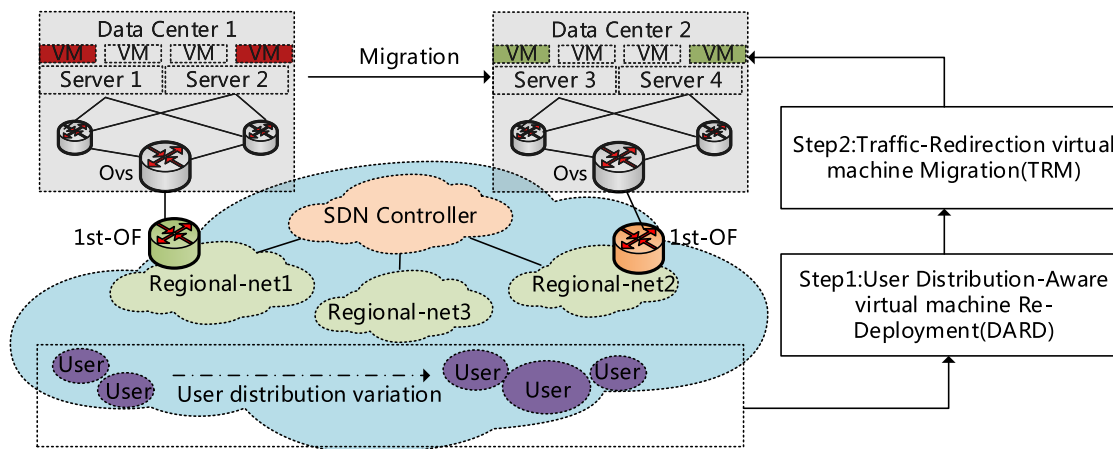 Data Center 1
VM VM VM VM
Server 1 Server 2
Ovs
Migration
Data Center 2
VM VM VM VM
Server 3 Server 4
Ovs
Step2:Traffic-Redirection virtual
machine Migration(TRM)
SDN Controller
1st-OF
1st-OF
Regional-net1
Regional-net2
Regional-net3
Step1:User Distribution-Aware
virtual machine Re-
Deployment(DARD)
User
User
User distribution variation
User
User
User